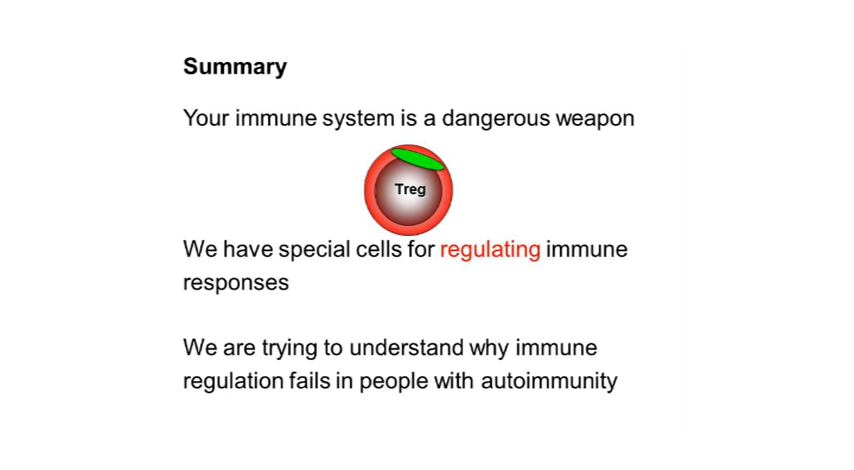 Summary
Your immune system is a dangerous weapon
Treg
We have special cells for regulating immune
responses
We are trying to understand why immune
regulation fails in people with autoimmunity